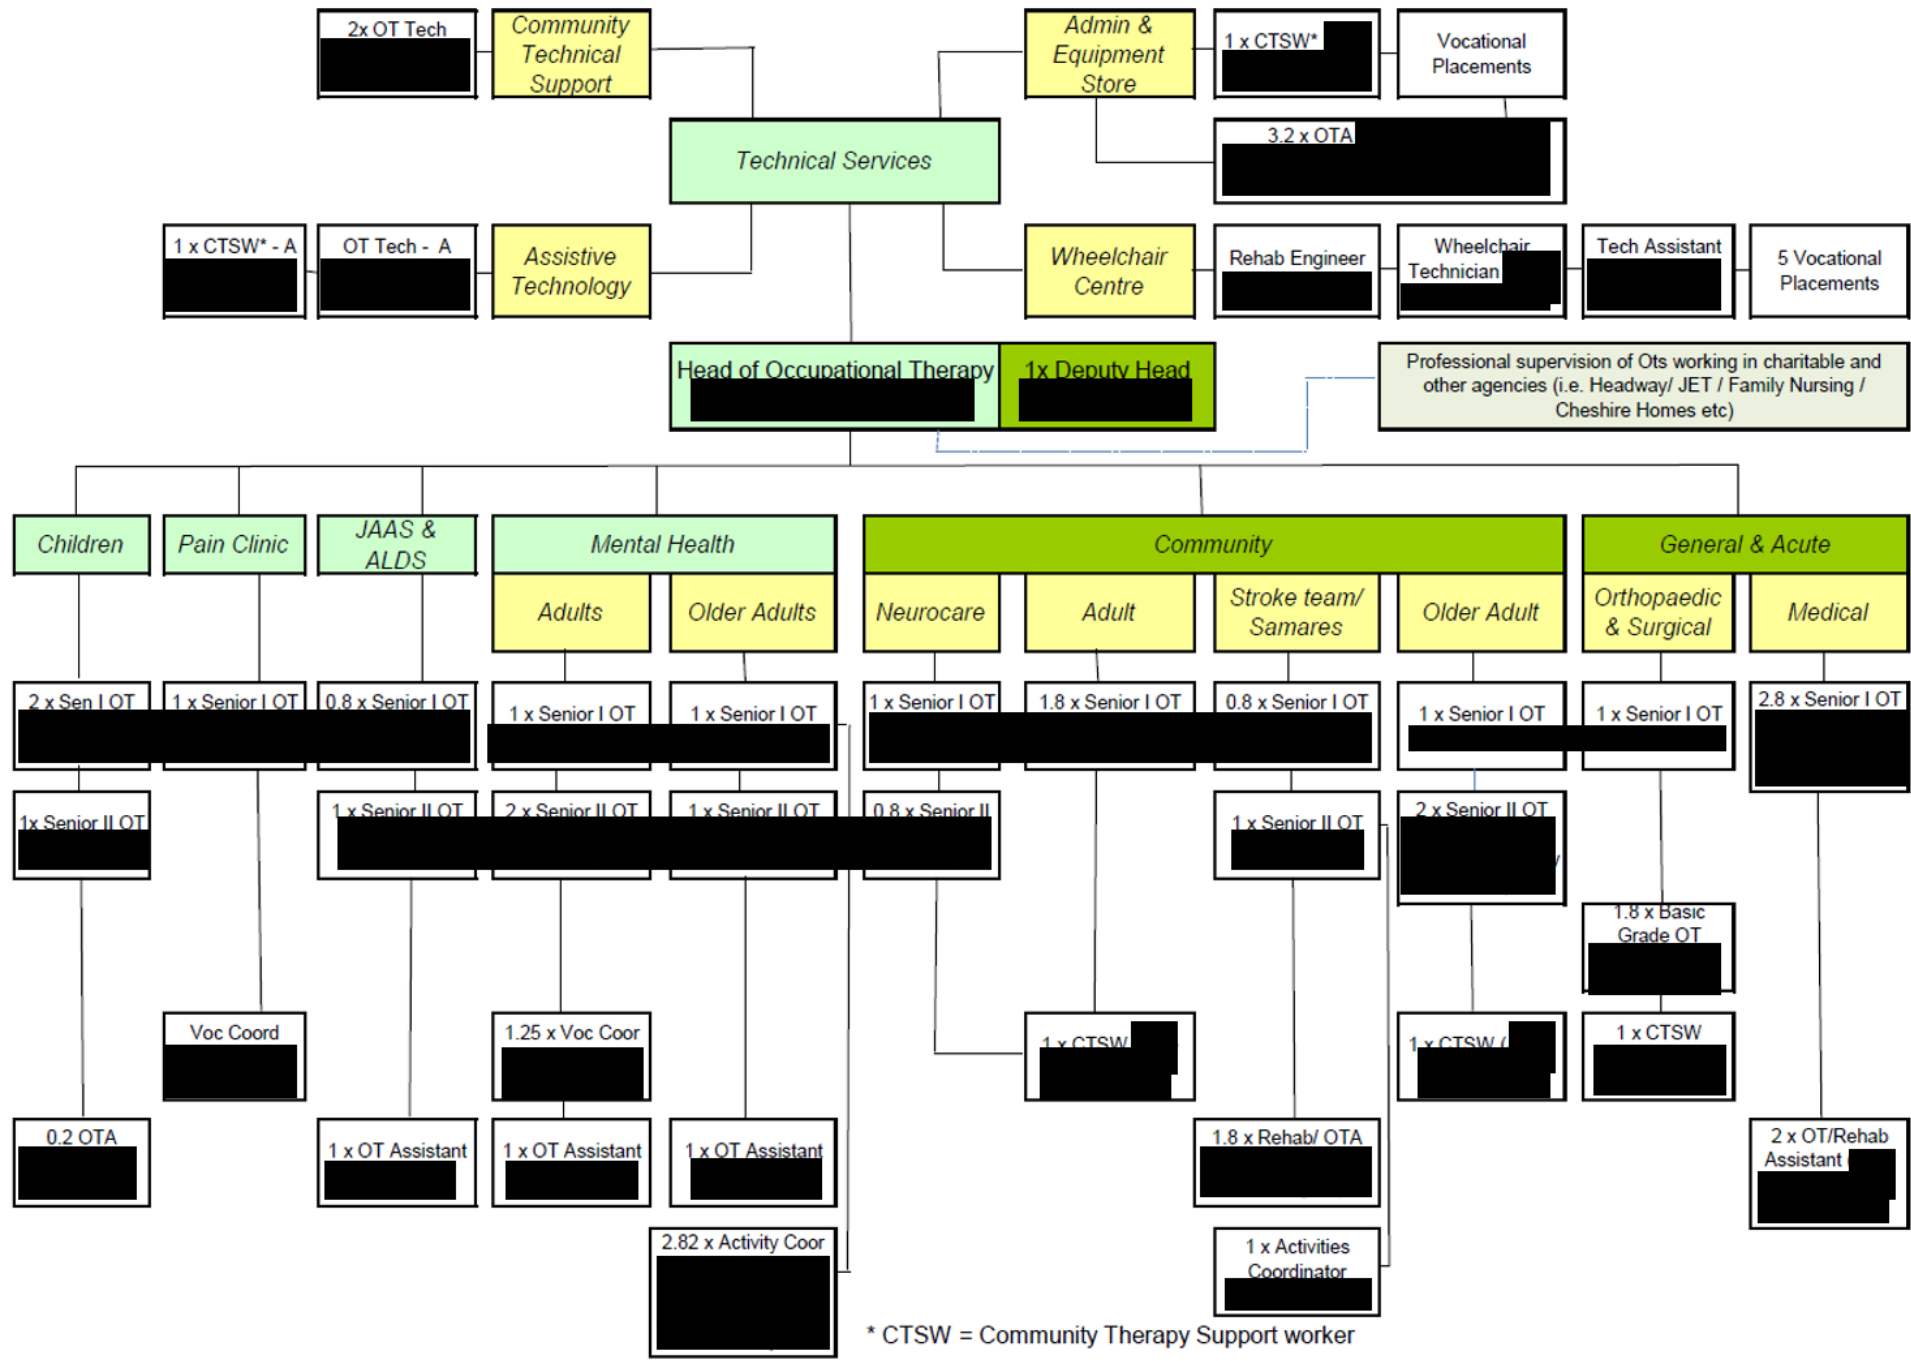 2x OT Tech
Community
Technical
Support
Admin &
Equipment
Store
1 x CTSW*
Vocational
Placements
3.2 x OTA
Technical Services
1 x CTSW* - A
OT Tech - A
Assistive
Technology
Wheelchair
Centre
Rehab Engineer
Wheelchair
Technician
Tech Assistant
5 Vocational
Placements
Head of Occupational Therapy
1x Deputy Head
Professional supervision of Ots working in charitable and
other agencies (i.e. Headway/ JET / Family Nursing /
Cheshire Homes etc)
Children
Pain Clinic
JAAS &
ALDS
Mental Health
Community
General & Acute
Adults
Older Adults
Neurocare
Adult
Stroke team/
Samares
Older Adult
Orthopaedic
& Surgical
Medical
2 x Sen I OT
1 x Senior I OT
0.8 x Senior I OT
1 x Senior I OT
1 x Senior I OT
1 x Senior I OT
1.8 x Senior I OT
0.8 x Senior I OT
1 x Senior I OT
1 x Senior I OT
2.8 x Senior I OT
1x Senior II OT
1 x Senior II OT
2 x Senior II OT
1 x Senior II OT
0.8 x Senior II
1 x Senior II OT
2 x Senior II OT
1.8 x Basic
Grade OT
Voc Coord
1.25 x Voc Coor
1 x CTSW
1 x CTSW (
1 x CTSW
0.2 OTA
1 x OT Assistant
1 x OT Assistant
1 x OT Assistant
1.8 x Rehab/ OTA
2 x OT/Rehab
Assistant (
2.82 x Activity Coor
1 x Activities
Coordinator
* CTSW = Community Therapy Support worker